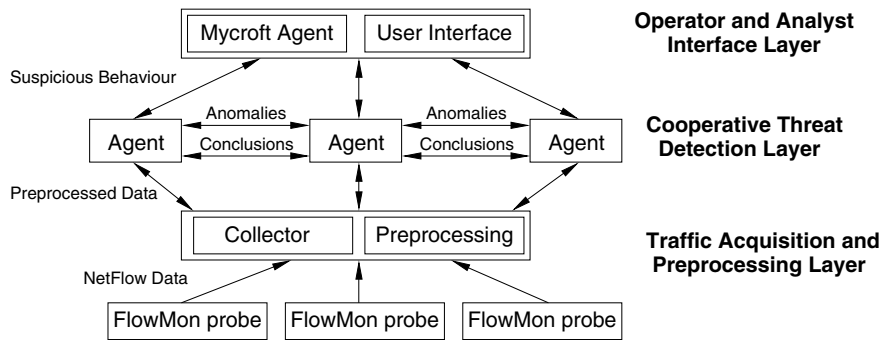 Mycroft Agent
User Interface
Operator and Analyst
Interface Layer
Suspicious Behaviour
Anomalies
Anomalies
Agent
Agent
Agent
Conclusions
Conclusions
Cooperative Threat
Detection Layer
Preprocessed Data
Collector
Preprocessing
Traffic Acquisition and
Preprocessing Layer
NetFlow Data
FlowMon probe
FlowMon probe
FlowMon probe